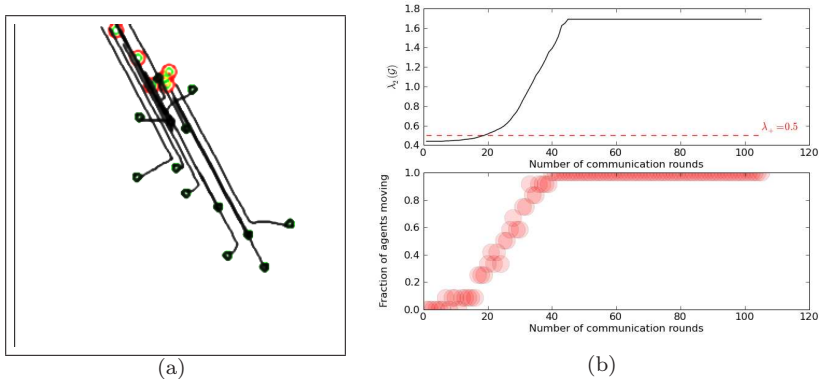 (a)
1.8
1.6
1.4
1.2
1.0
0.8
0.6
0.4
λ₂(𝒢)
λ₊=0.5
0 20 40 60 80 100 120
Number of communication rounds
1.0
0.8
0.6
0.4
0.2
0.0
Fraction of agents moving
0 20 40 60 80 100 120
Number of communication rounds
(b)